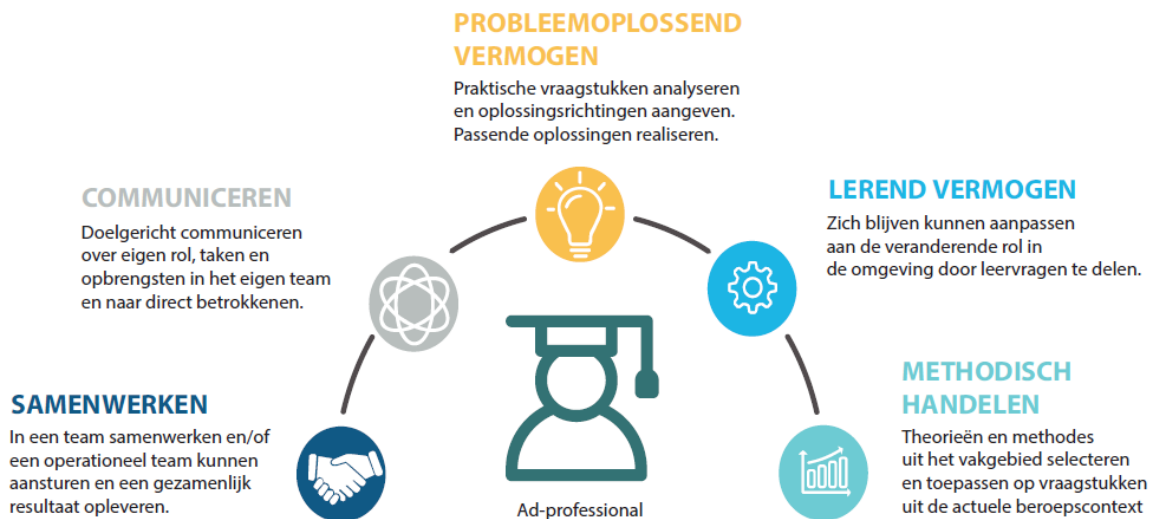 PROBLEEMOPLOSSEND
VERMOGEN
Praktische vraagstukken analyseren
en oplossingsrichtingen aangeven.
Passende oplossingen realiseren.
COMMUNICEREN
Doelgericht communiceren
over eigen rol, taken en
opbrengsten in het eigen team
en naar direct betrokkenen.
LEREND VERMOGEN
Zich blijven kunnen aanpassen
aan de veranderende rol in
de omgeving door leervragen te delen.
SAMENWERKEN
In een team samenwerken en/of
een operationeel team kunnen
aansturen en een gezamenlijk
resultaat opleveren.
METHODISCH
HANDELEN
Theorieën en methodes
uit het vakgebied selecteren
en toepassen op vraagstukken
uit de actuele beroepscontext
Ad-professional